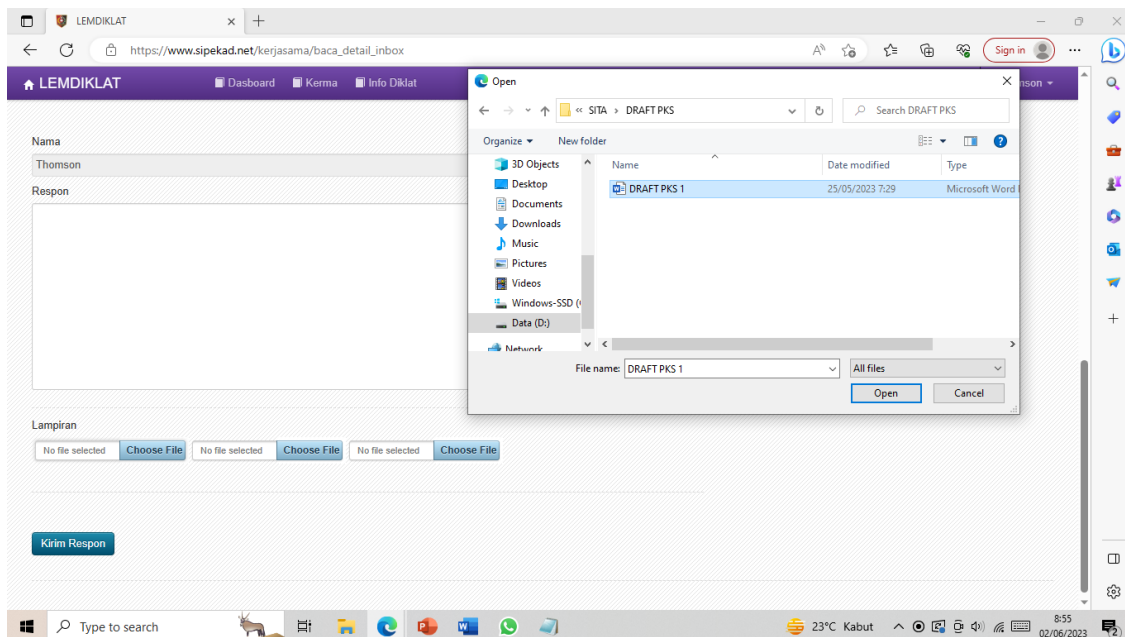 LEMDIKLAT
https://www.sipekad.net/kerjasama/baca_detail_inbox
Sign in
LEMDIKLAT
Dasboard
Kerma
Info Diklat
Nama
Thomson
Respon
Open
« SITA > DRAFT PKS
Search DRAFT PKS
Organize
New folder
3D Objects
Desktop
Documents
Downloads
Music
Pictures
Videos
Windows-SSD
Data (D:)
Network
Name
Date modified
Type
DRAFT PKS 1
25/05/2023 7:29
Microsoft Word
File name: DRAFT PKS 1
All files
Open
Cancel
Lampiran
No file selected Choose File No file selected Choose File No file selected Choose File
Kirim Respon
Type to search
23°C Kabut
8:55
02/06/2023